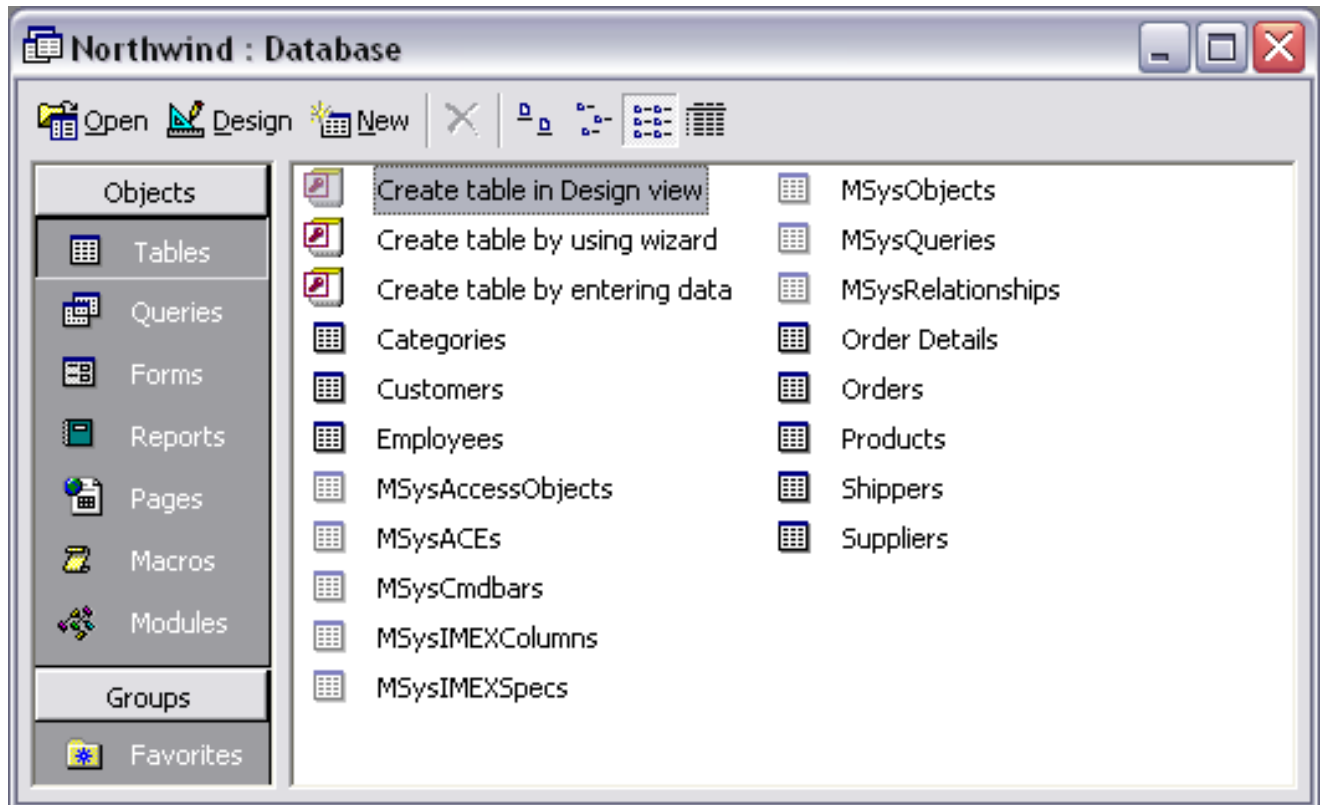 Northwind : Database
Open Design New
Objects
Tables
Queries
Forms
Reports
Pages
Macros
Modules
Groups
Favorites
Create table in Design view
Create table by using wizard
Create table by entering data
Categories
Customers
Employees
MSysAccessObjects
MSysACEs
MSysCmdbars
MSysIMEXColumns
MSysIMEXSpecs
MSysObjects
MSysQueries
MSysRelationships
Order Details
Orders
Products
Shippers
Suppliers